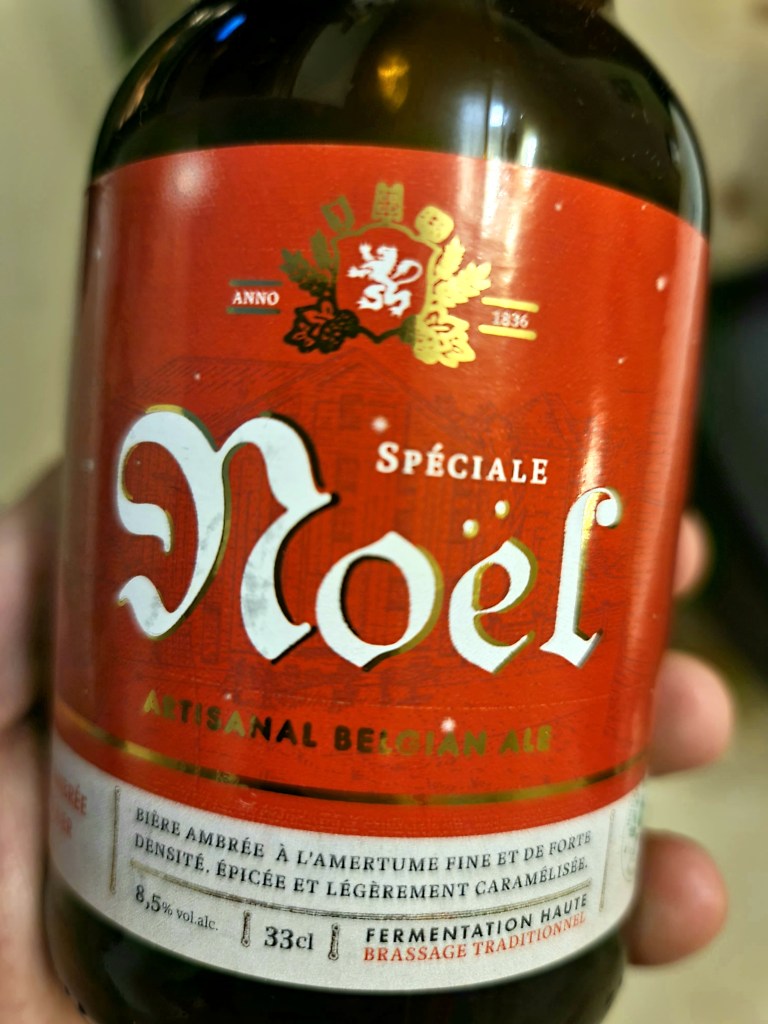 ANNO
1836
SPÉCIALE
Noël
ARTISANAL BELGIAN ALE
BIÈRE AMBRÉE À L'AMERTUME FINE ET DE FORTE
DENSITÉ. ÉPICÉE ET LÉGÈREMENT CARAMÉLISÉE.
8,5% vol.alc.
33cl
FERMENTATION HAUTE
BRASSAGE TRADITIONNEL